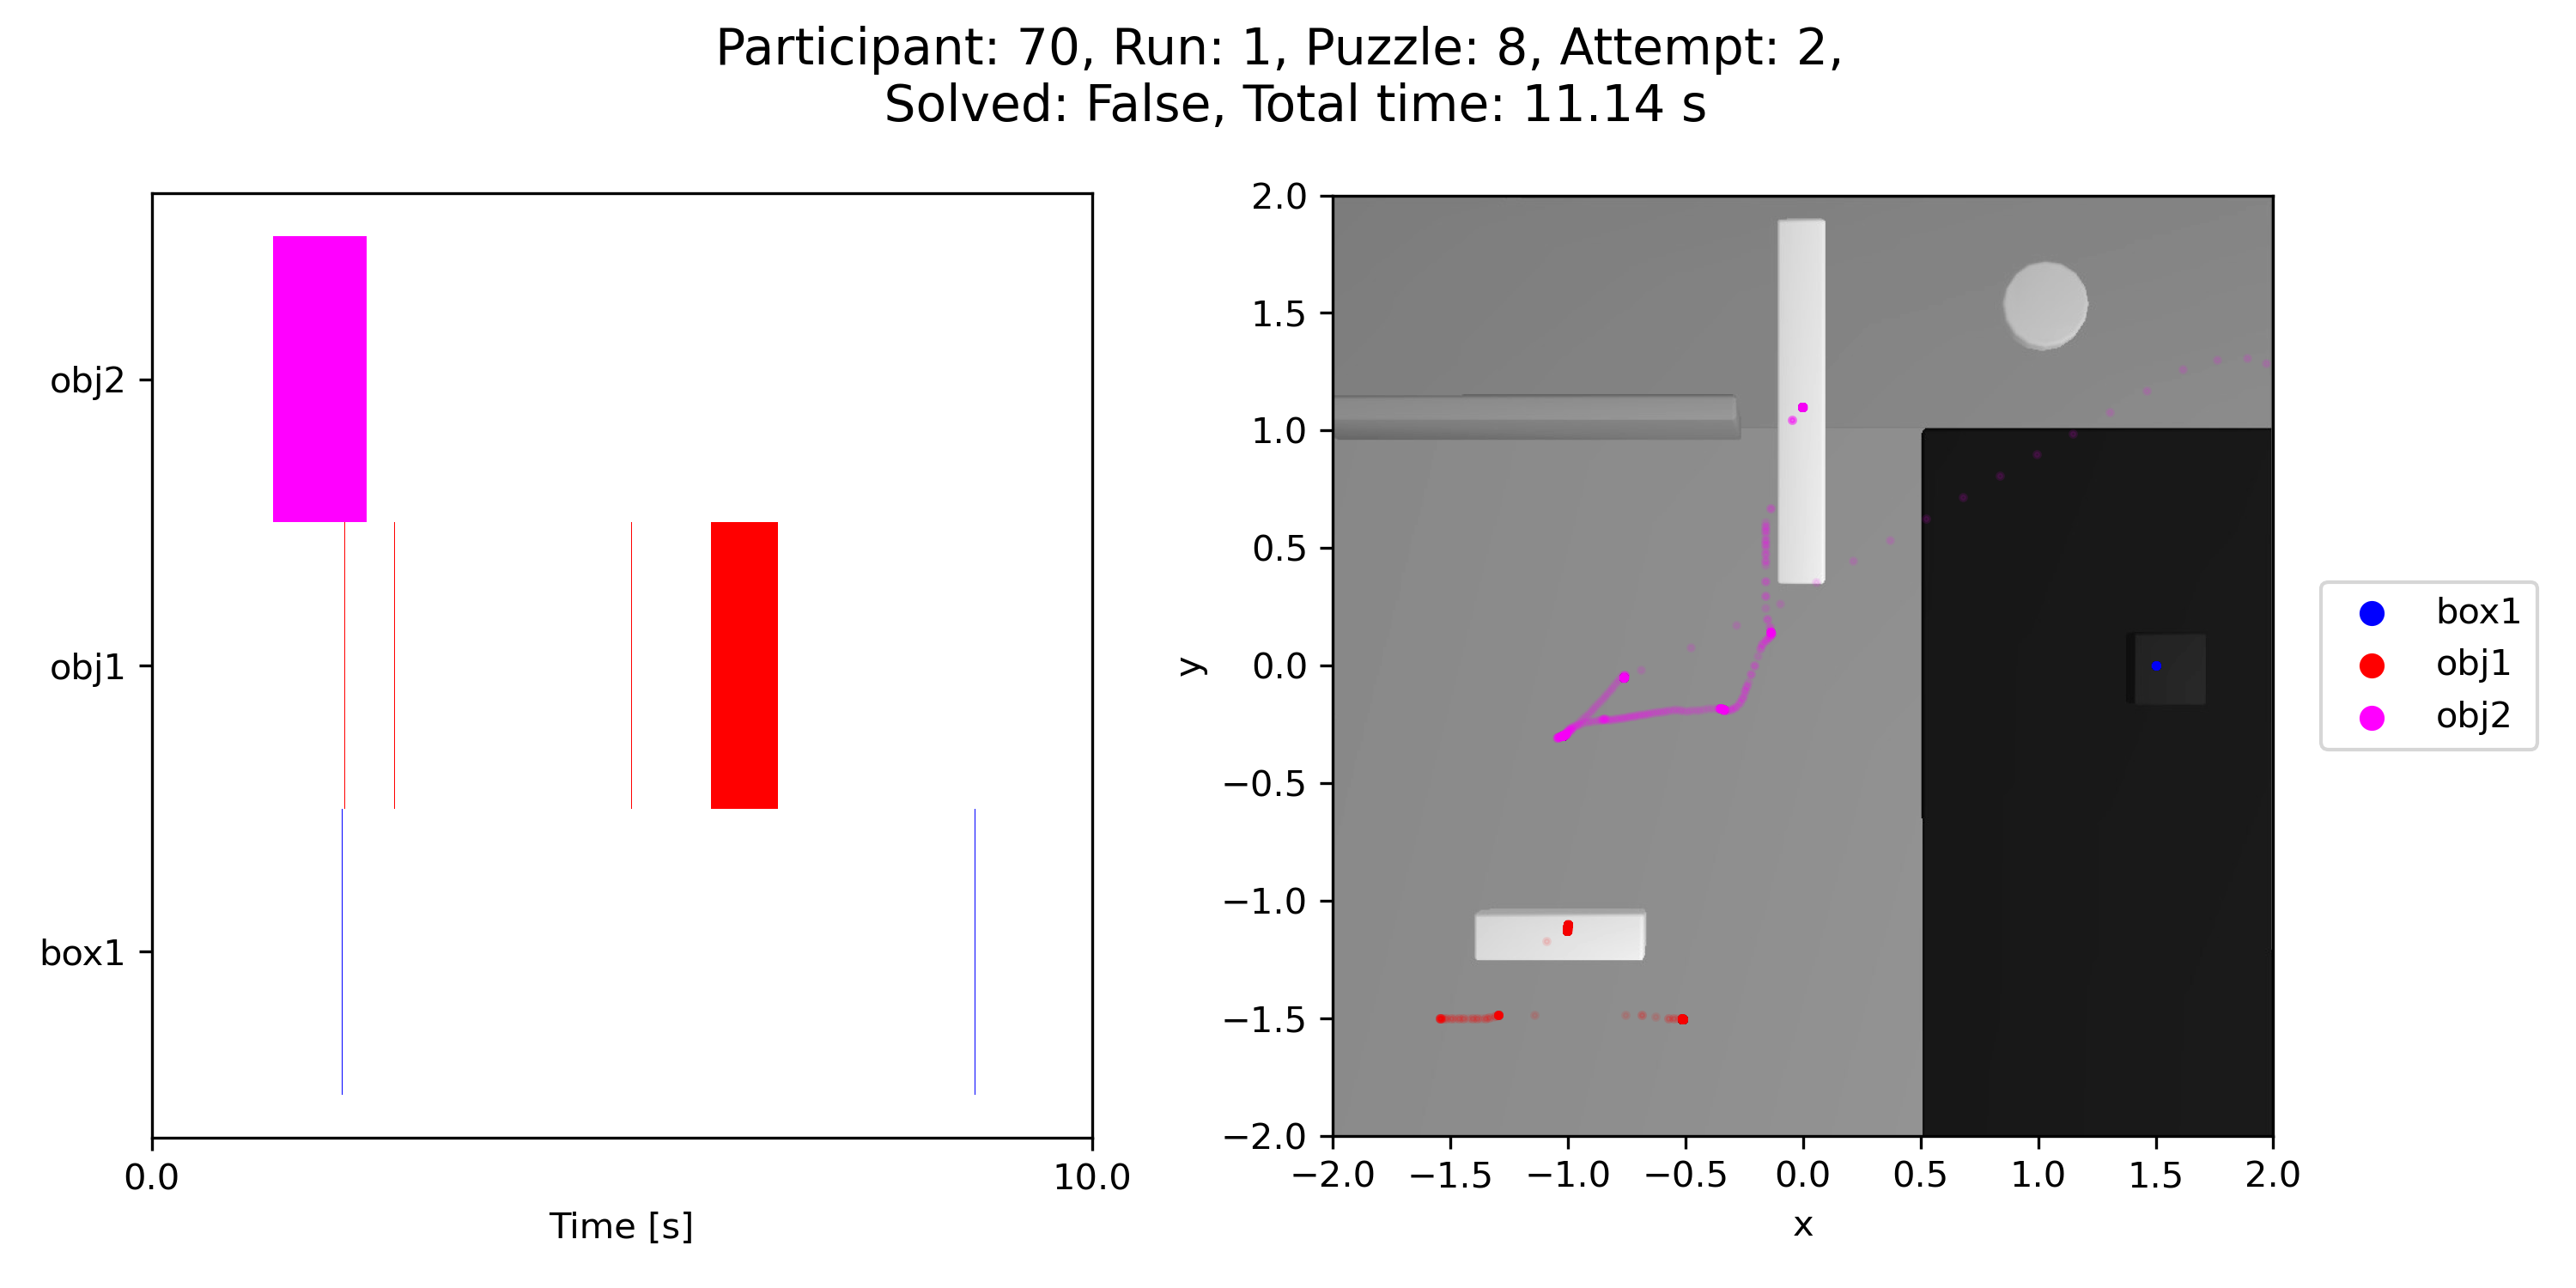 Participant: 70, Run: 1, Puzzle: 8, Attempt: 2,
Solved: False, Total time: 11.14 s
obj2
obj1
box1
0.0
10.0
Time [s]
2.0
1.5
1.0
0.5
0.0
−0.5
−1.0
−1.5
−2.0
y
−2.0
−1.5
−1.0
−0.5
0.0
0.5
1.0
1.5
2.0
x
box1
obj1
obj2